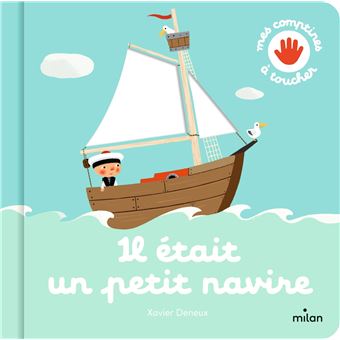 mes comptines
à toucher
Il était
un petit navire
Xavier Deneux
milan